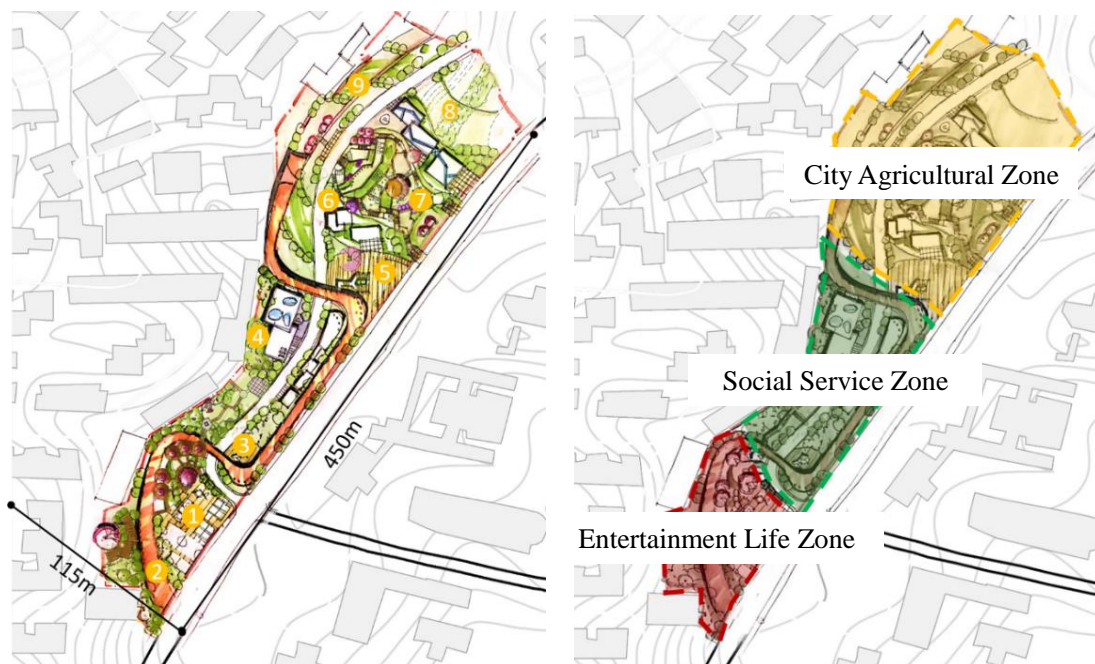 9
8
6
7
5
4
3
450m
1
2
115m
City Agricultural Zone
Social Service Zone
Entertainment Life Zone